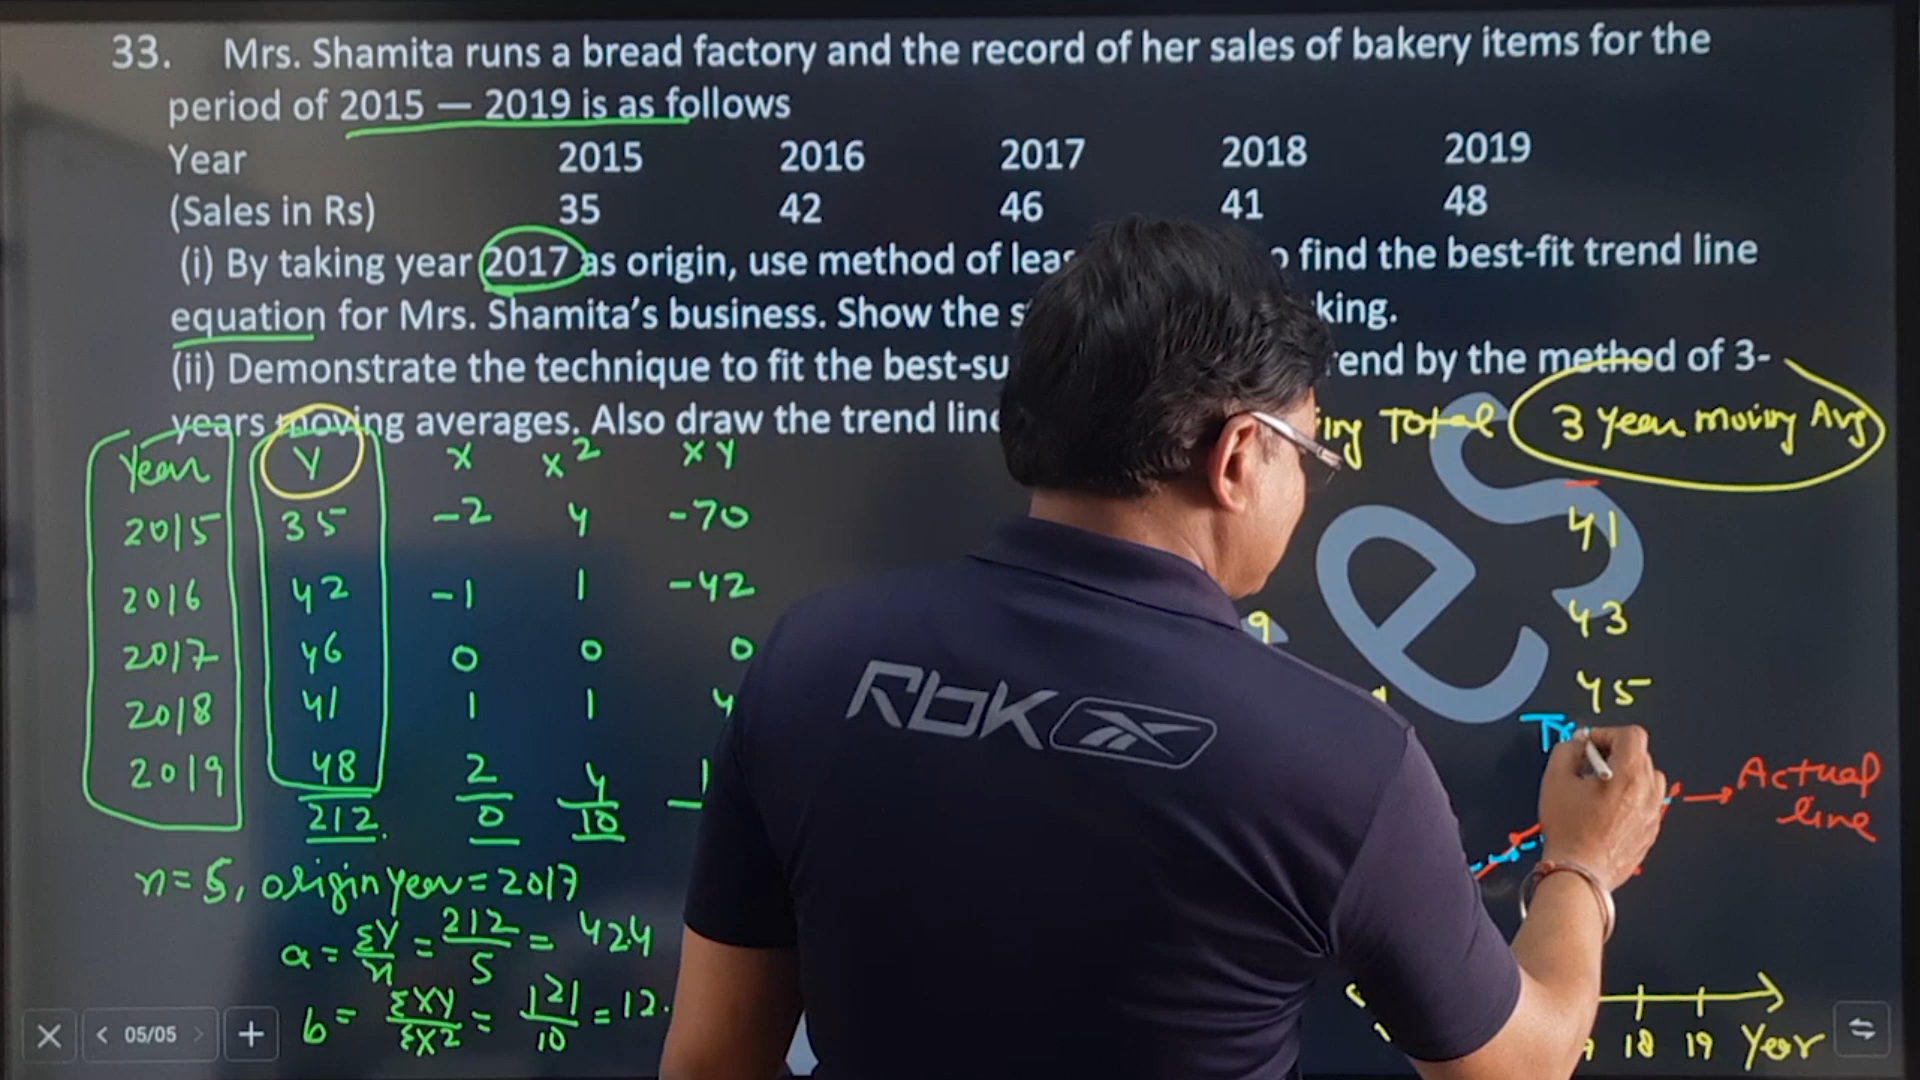 33. Mrs. Shamita runs a bread factory and the record of her sales of bakery items for the
period of 2015 — 2019 is as follows
Year 2015 2016 2017 2018 2019
(Sales in Rs) 35 42 46 41 48
(i) By taking year 2017 as origin, use method of find the best-fit trend line
equation for Mrs. Shamita's business. Show the
(ii) Demonstrate the technique to fit the by the method of 3-
years moving averages. Also draw the trend
Total 3 Year moving Avg
Year Y x x2 xy
2015 35 -2 4 -70 41
2016 42 -1 1 -42 43
2017 46 0 0 0 45
2018 41 1 1
2019 48 2 4
212 0 10
Actual
line
n=5, origin year=2017
a = ΣY/n = 212/5 = 42.4
b = ΣXY/ΣX2 = 121/10 = 12.
18 19 Year
05/05
Rbk